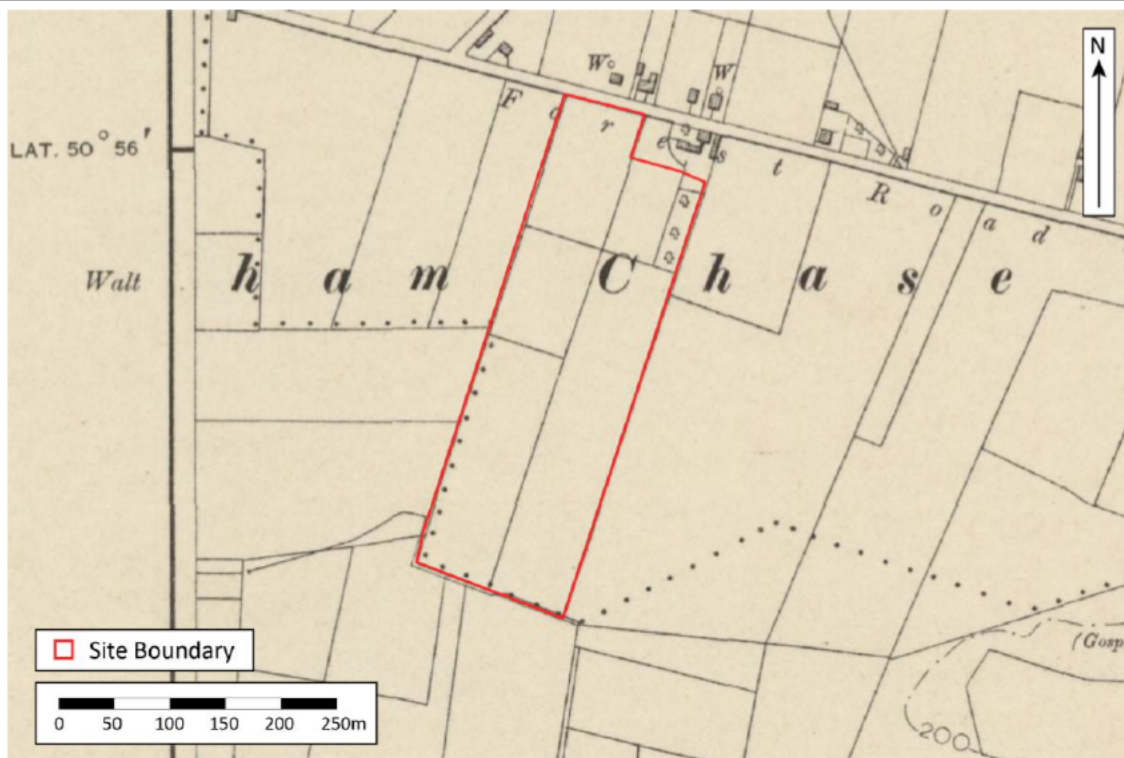 N
W
W
F o r e s t R o a d
LAT. 50° 56'
Walt h a m C h a s e
(Gosp
200
Site Boundary
0 50 100 150 200 250m